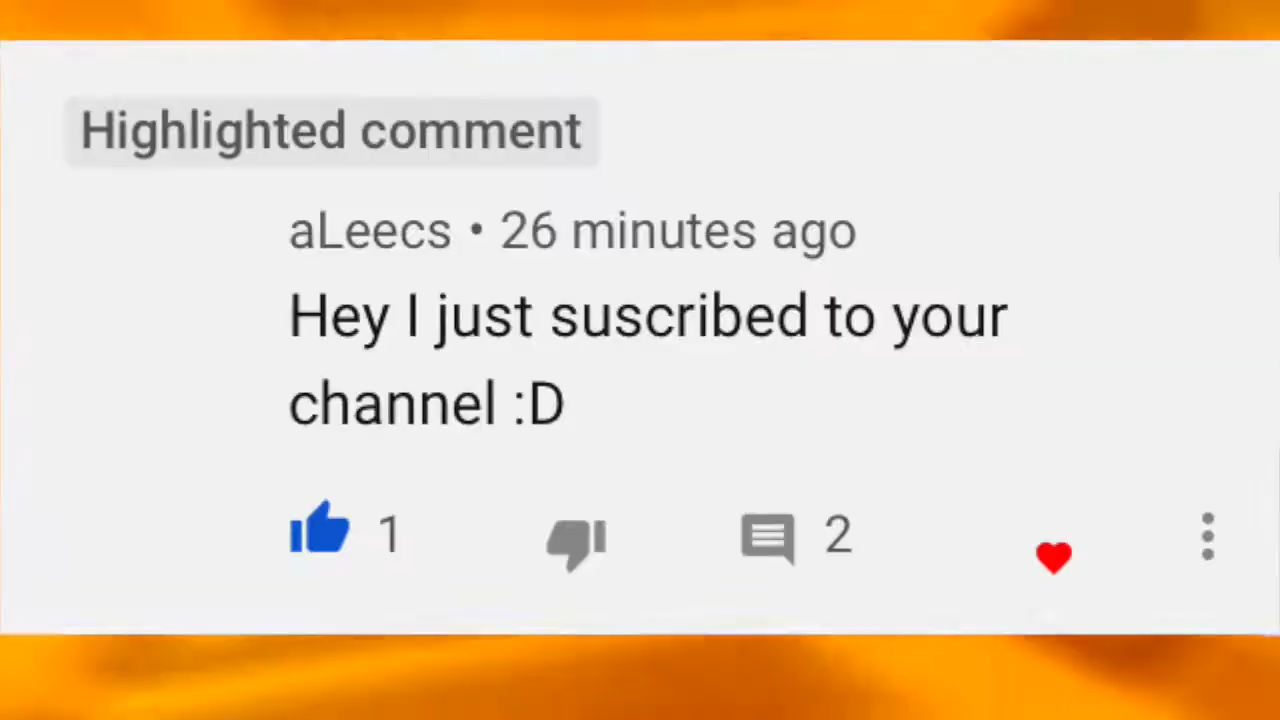 Highlighted comment
aLeecs • 26 minutes ago
Hey I just suscribed to your
channel :D
1
2